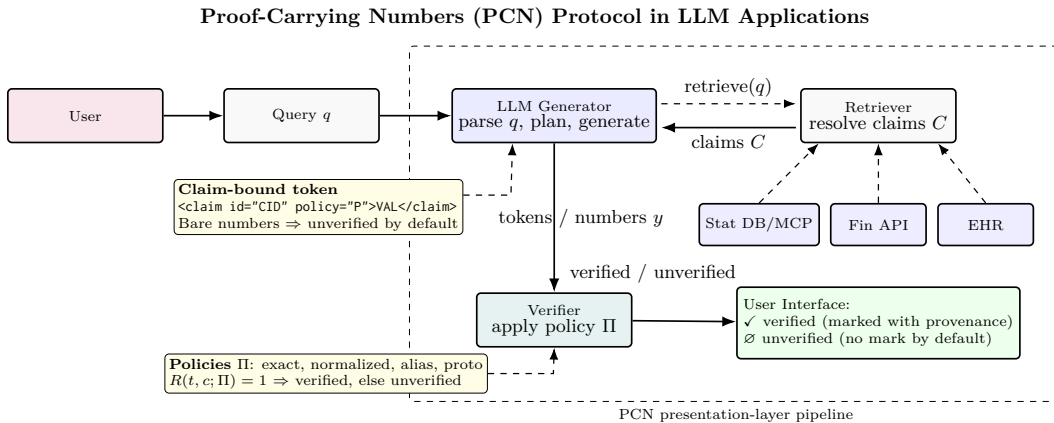 Proof-Carrying Numbers (PCN) Protocol in LLM Applications
User
Query q
LLM Generator
parse q, plan, generate
retrieve(q)
claims C
Retriever
resolve claims C
Claim-bound token
<claim id="CID" policy="P">VAL</claim>
Bare numbers ⇒ unverified by default
tokens / numbers y
Stat DB/MCP
Fin API
EHR
verified / unverified
Verifier
apply policy Π
User Interface:
✓ verified (marked with provenance)
∅ unverified (no mark by default)
Policies Π: exact, normalized, alias, proto
R(t, c; Π) = 1 ⇒ verified, else unverified
PCN presentation-layer pipeline